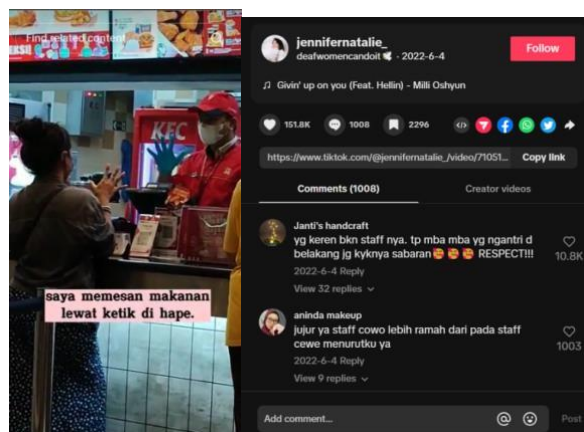 Find related content
KFC
saya memesan makanan
lewat ketik di hape.
jennifernatalie_
deafwomencandoit 🕊 · 2022-6-4
Follow
♫ Givin' up on you (Feat. Hellin) - Milli Oshyun
151.8K
1008
2296
https://www.tiktok.com/@jennifernatalie_/video/71051...
Copy link
Comments (1008)
Creator videos
Janti's handcraft
yg keren bkn staff nya. tp mba mba yg ngantri d
belakang jg kyknya sabaran🥰 🥰 🥰 RESPECT!!!
10.8K
2022-6-4 Reply
View 32 replies
aninda makeup
jujur ya staff cowo lebih ramah dari pada staff
cewe menurutku ya
1003
2022-6-4 Reply
View 9 replies
Add comment...
Post